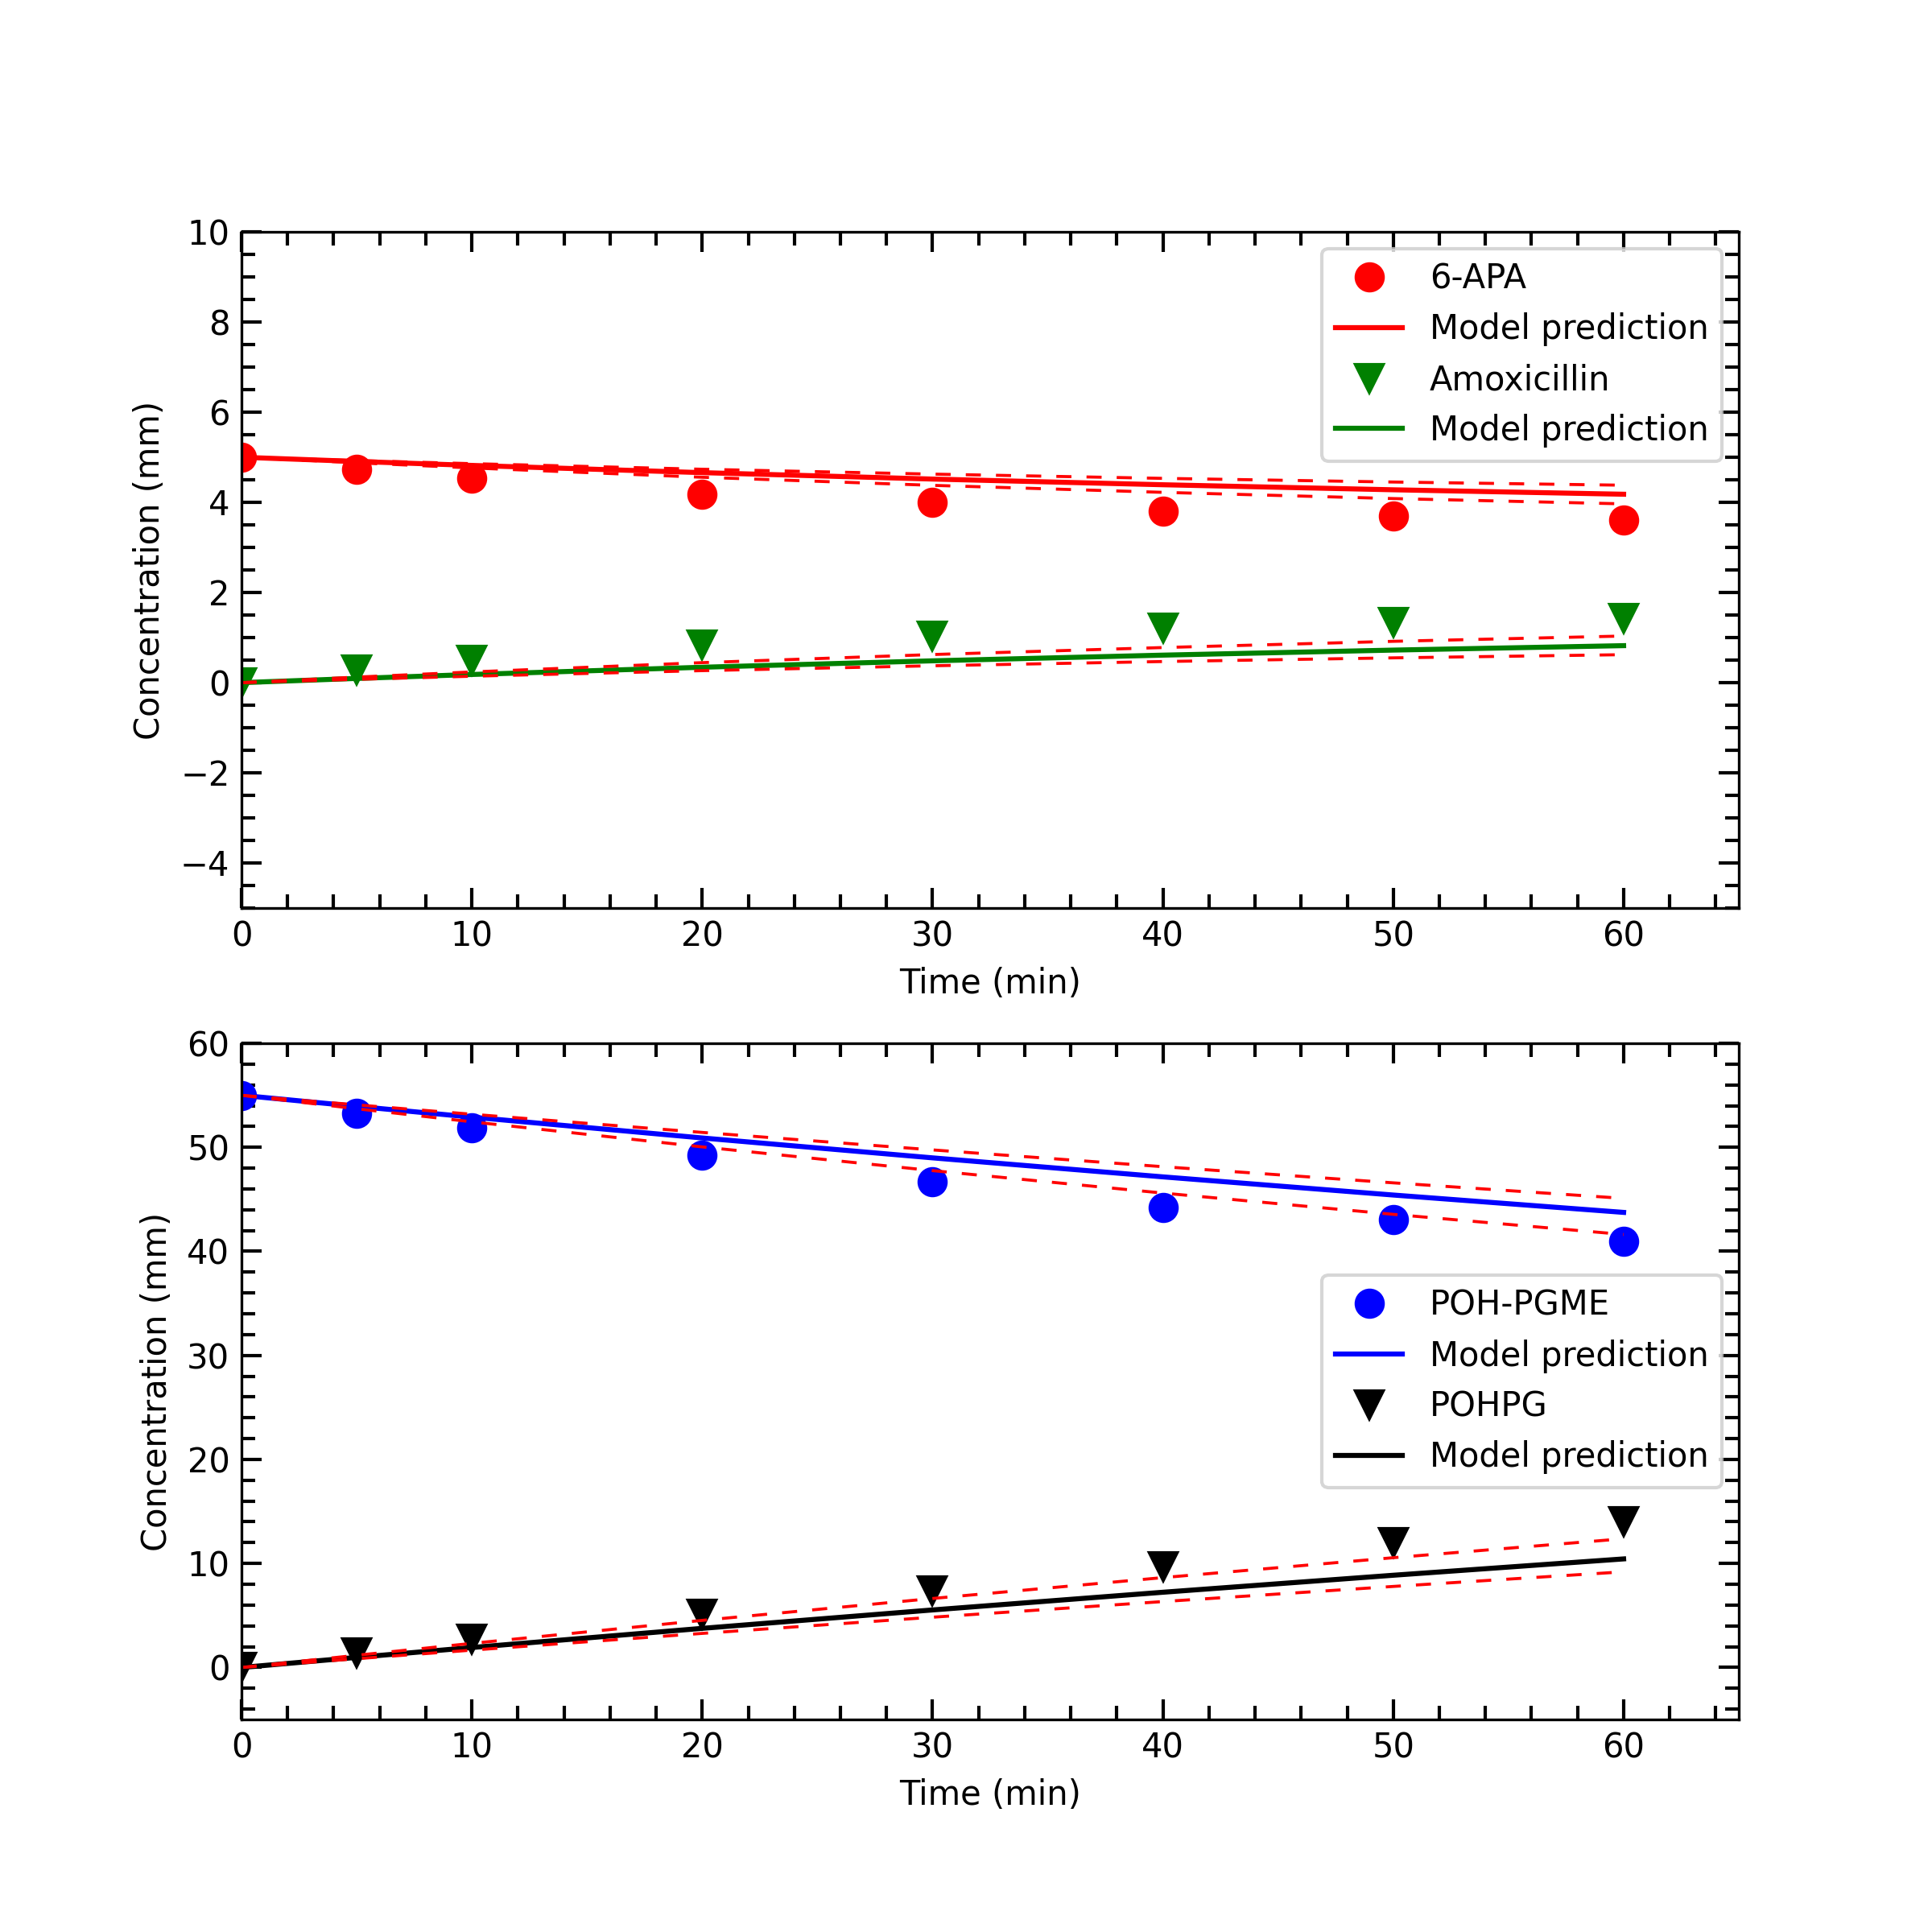 10
8
6
4
2
0
−2
−4
Concentration (mm)
6-APA
Model prediction
Amoxicillin
Model prediction
0 10 20 30 40 50 60
Time (min)
60
50
40
30
20
10
0
Concentration (mm)
POH-PGME
Model prediction
POHPG
Model prediction
0 10 20 30 40 50 60
Time (min)